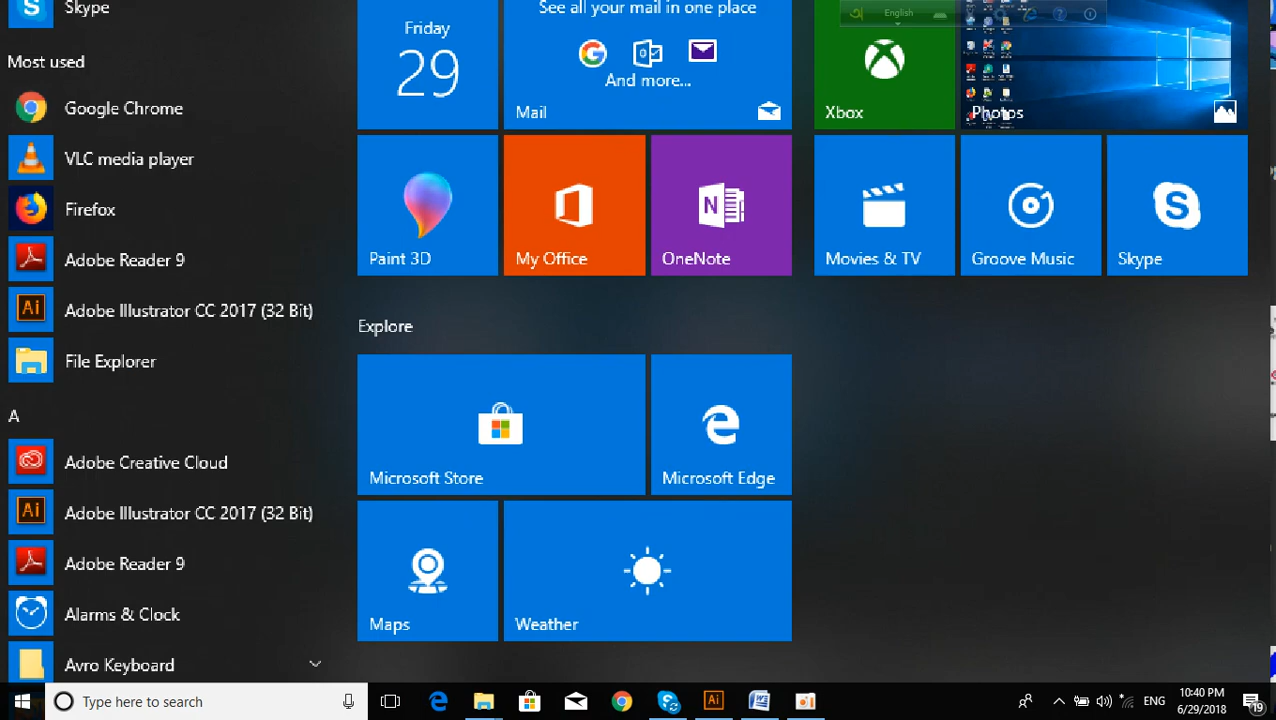 Skype
Most used
Google Chrome
VLC media player
Firefox
Adobe Reader 9
Adobe Illustrator CC 2017 (32 Bit)
File Explorer
A
Adobe Creative Cloud
Adobe Illustrator CC 2017 (32 Bit)
Adobe Reader 9
Alarms & Clock
Avro Keyboard
Friday
29
See all your mail in one place
And more...
Mail
Paint 3D
My Office
OneNote
Explore
Microsoft Store
Microsoft Edge
Maps
Weather
English
Xbox
Photos
Movies & TV
Groove Music
Skype
Type here to search
ENG
10:40 PM
6/29/2018
19